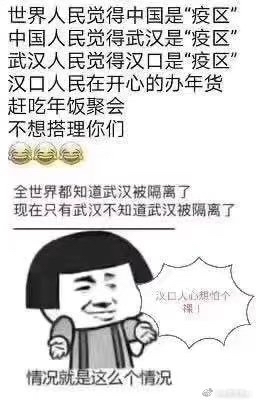 世界人民觉得中国是“疫区”
中国人民觉得武汉是“疫区”
武汉人民觉得汉口是“疫区”
汉口人民在开心的办年货
赶吃年饭聚会
不想搭理你们
😂😂😂
全世界都知道武汉被隔离了
现在只有武汉不知道武汉被隔离了
汉口人心想怕个
裸！
情况就是这么个情况